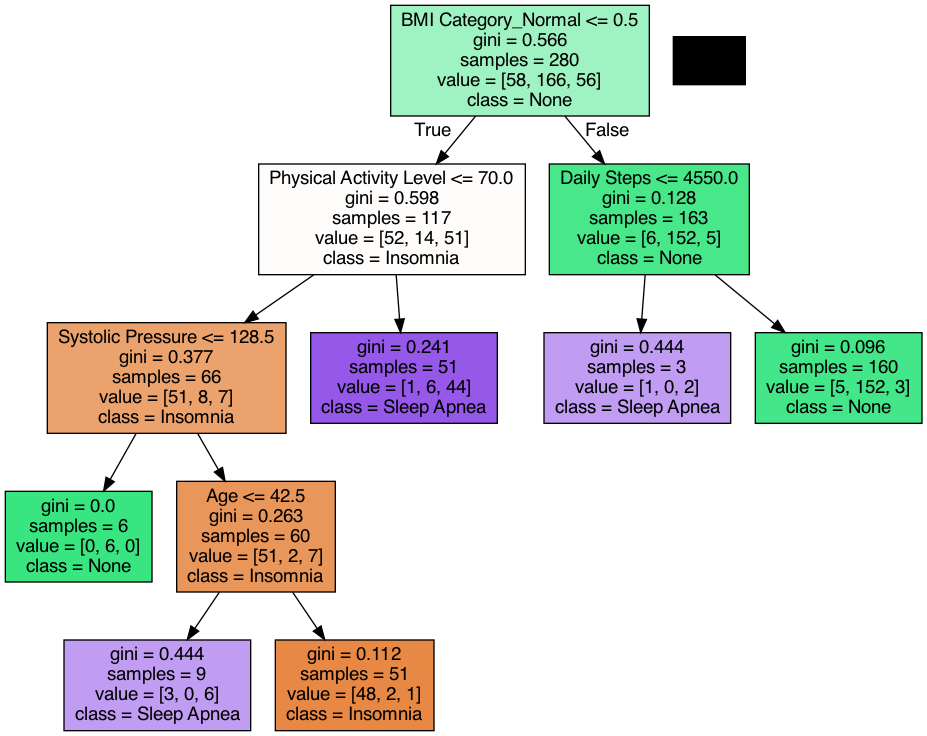 BMI Category_Normal <= 0.5
gini = 0.566
samples = 280
value = [58, 166, 56]
class = None
True
False
Physical Activity Level <= 70.0
gini = 0.598
samples = 117
value = [52, 14, 51]
class = Insomnia
Daily Steps <= 4550.0
gini = 0.128
samples = 163
value = [6, 152, 5]
class = None
Systolic Pressure <= 128.5
gini = 0.377
samples = 66
value = [51, 8, 7]
class = Insomnia
gini = 0.241
samples = 51
value = [1, 6, 44]
class = Sleep Apnea
gini = 0.444
samples = 3
value = [1, 0, 2]
class = Sleep Apnea
gini = 0.096
samples = 160
value = [5, 152, 3]
class = None
gini = 0.0
samples = 6
value = [0, 6, 0]
class = None
Age <= 42.5
gini = 0.263
samples = 60
value = [51, 2, 7]
class = Insomnia
gini = 0.444
samples = 9
value = [3, 0, 6]
class = Sleep Apnea
gini = 0.112
samples = 51
value = [48, 2, 1]
class = Insomnia